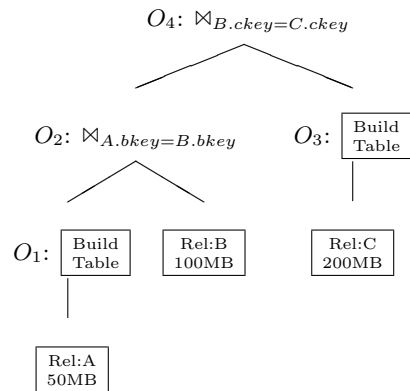 O4: ⋈B.ckey=C.ckey
O2: ⋈A.bkey=B.bkey
O3: Build
Table
O1: Build
Table
Rel:B
100MB
Rel:C
200MB
Rel:A
50MB